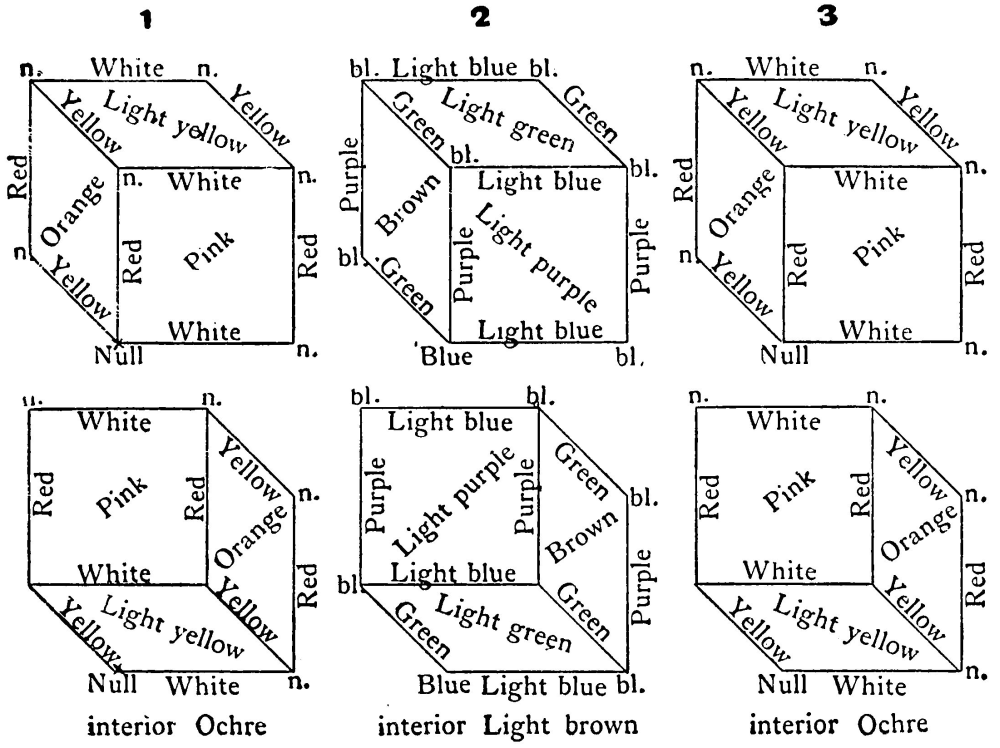 1 2 3
n. White n. bl. Light blue bl. n. White n.
Yellow Light yellow Yellow Green Light green Green Yellow Light yellow Yellow
n. White n. bl. Light blue bl. White n.
Red Orange Red Pink Red Purple Brown Purple Light purple Purple Red Orange Red Pink Red
n. Yellow bl. Green n. Yellow
White Light blue White
Null n. Blue bl. Null n.
n. n. bl. bl. n. n.
White Light blue White
Red Pink Red Yellow Purple Light purple Purple Green Red Pink Red Yellow
n. bl. n.
Orange Red Brown Purple Orange Red
White Yellow bl. Light blue Green White Yellow
Yellow Light yellow Green Light green Yellow Light yellow
Null White n. Blue Light blue bl. Null White n.
interior Ochre interior Light brown interior Ochre